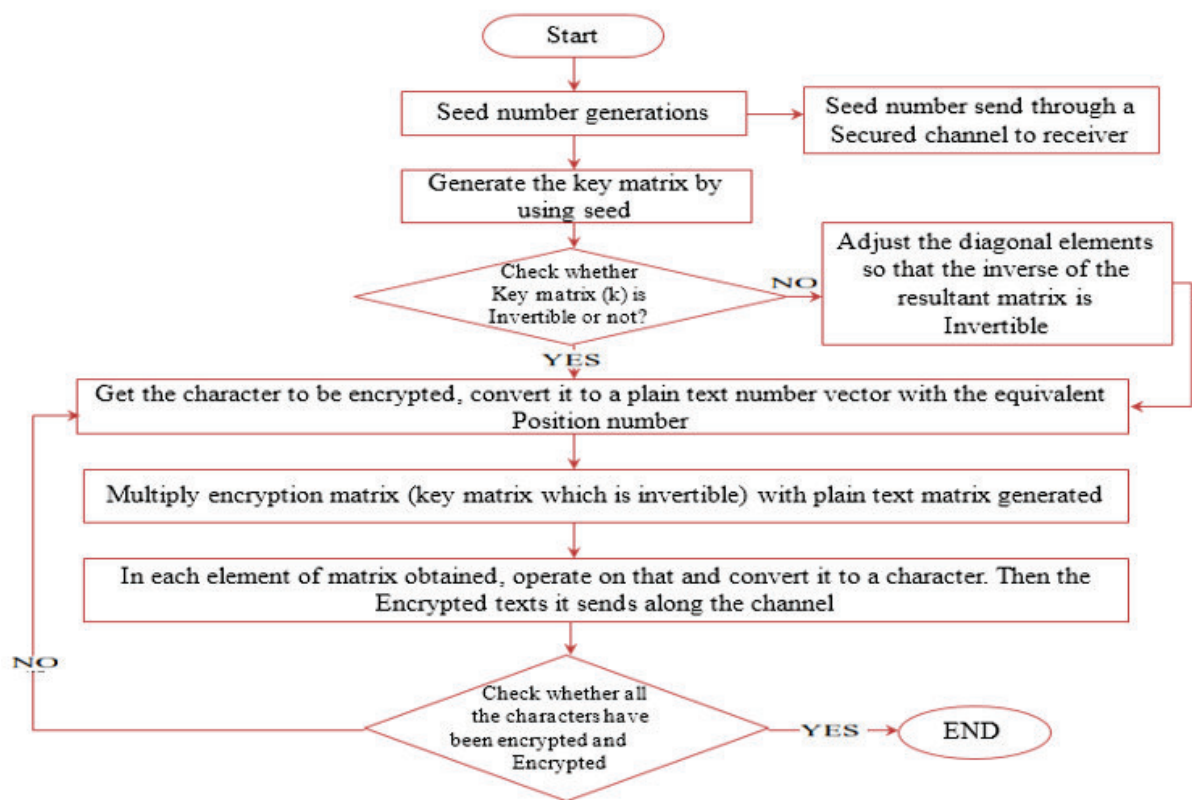 Start
Seed number generations
Seed number send through a
Secured channel to receiver
Generate the key matrix by
using seed
Check whether
Key matrix (k) is
Invertible or not?
NO
Adjust the diagonal elements
so that the inverse of the
resultant matrix is
Invertible
YES
Get the character to be encrypted, convert it to a plain text number vector with the equivalent
Position number
Multiply encryption matrix (key matrix which is invertible) with plain text matrix generated
In each element of matrix obtained, operate on that and convert it to a character. Then the
Encrypted texts it sends along the channel
NO
Check whether all
the characters have
been encrypted and
Encrypted
YES
END